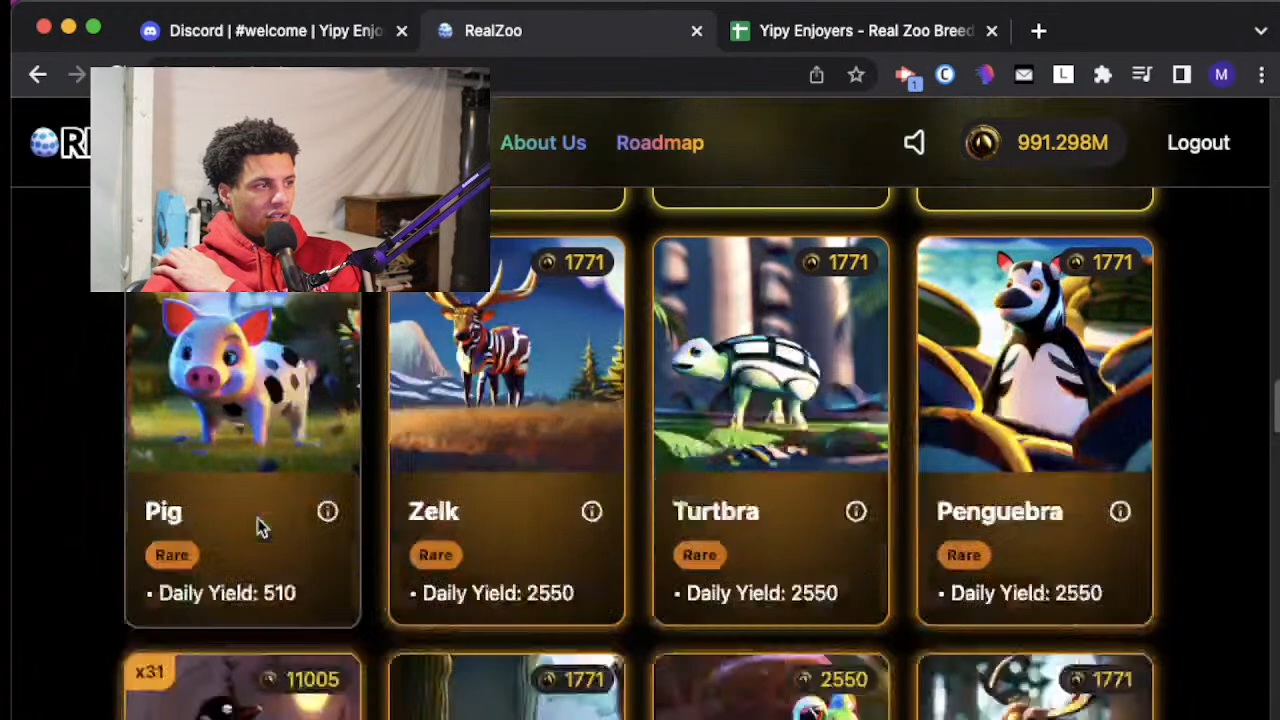 Discord | #welcome | Yipy Enjo
RealZoo
Yipy Enjoyers - Real Zoo Breed
1
C
L
M
About Us
Roadmap
991.298M
Logout
1771
1771
1771
Pig
Zelk
Turtbra
Penguebra
Rare
Rare
Rare
Rare
• Daily Yield: 510
• Daily Yield: 2550
• Daily Yield: 2550
• Daily Yield: 2550
x31
11005
1771
2550
1771